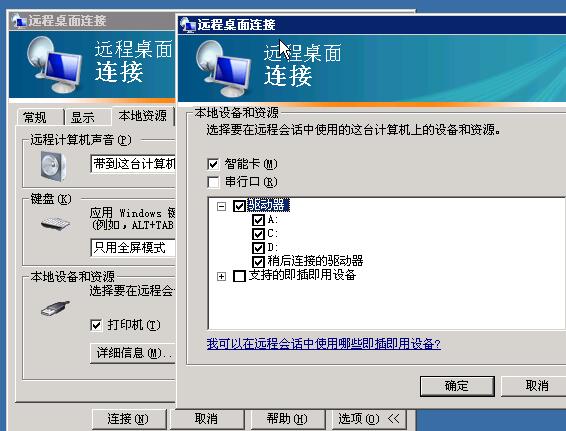 远程桌面连接
远程桌面
连接
常规
显示
本地资源
远程计算机声音(P)
带到这台计算机
键盘(K)
应用 Windows 键
(例如，ALT+TAB
只用全屏模式
本地设备和资源
选择要在远程会
打印机(T)
详细信息(M)..
连接(N)
取消
帮助(H)
选项(O) <<
远程桌面连接
远程桌面
连接
本地设备和资源
选择要在远程会话中使用的这台计算机上的设备和资源。
智能卡(M)
串行口(R)
驱动器
A:
C:
D:
稍后连接的驱动器
支持的即插即用设备
我可以在远程会话中使用哪些即插即用设备?
确定
取消